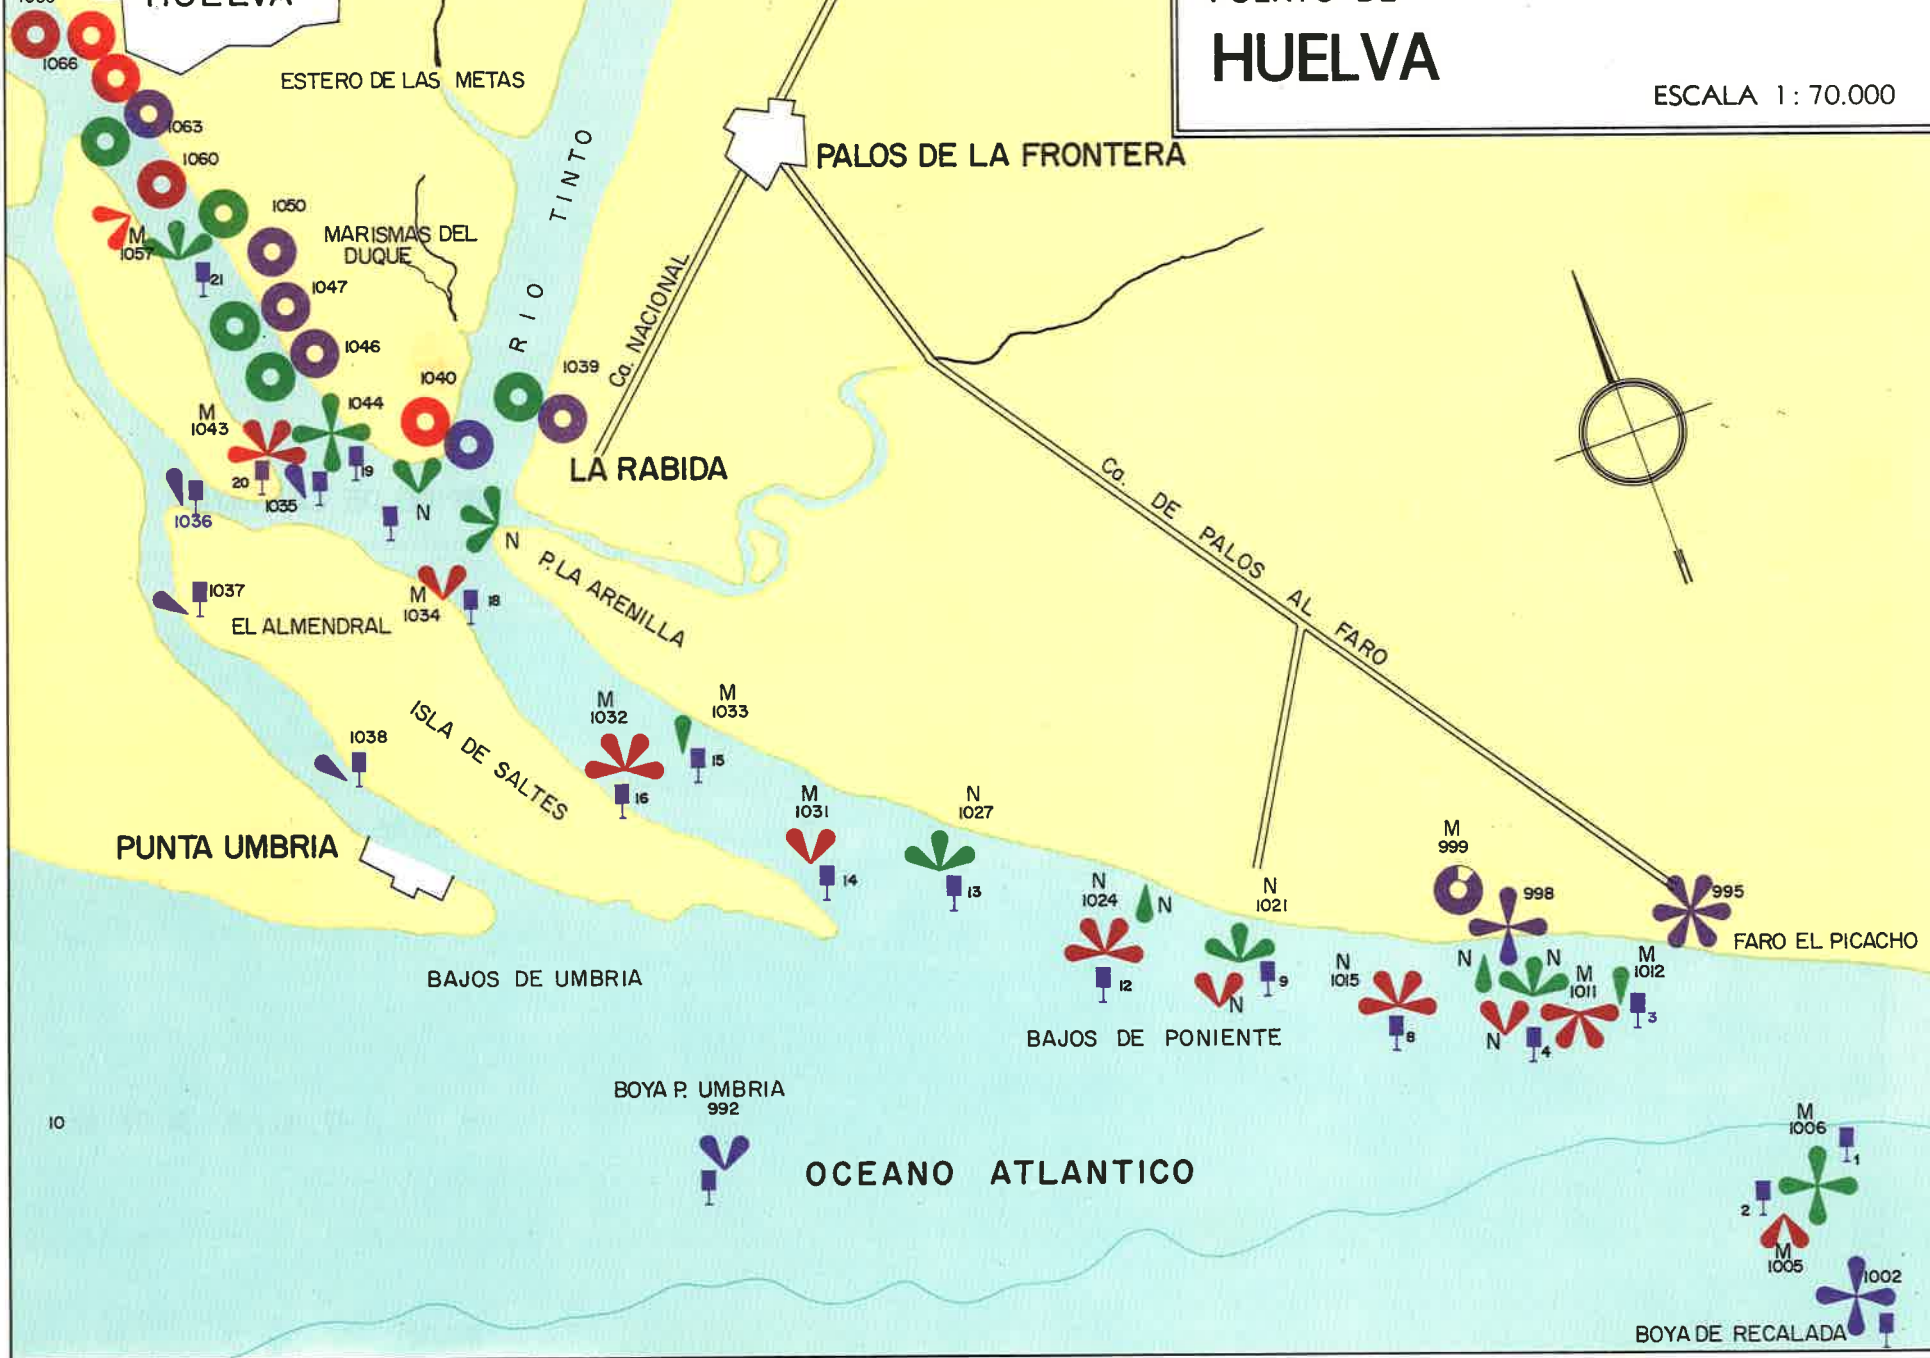 HUELVA
PUERTO DE
HUELVA
ESCALA 1:70.000
1066
ESTERO DE LAS METAS
1063
1060
PALOS DE LA FRONTERA
RIO TINTO
1050
MARISMAS DEL
DUQUE
M
1057
21
1047
Ca. NACIONAL
1046
1040
1039
1044
M
1043
LA RABIDA
19
20
1035
1036
N
N
P. LA ARENILLA
Ca. DE PALOS AL FARO
1037
M
1034
18
EL ALMENDRAL
ISLA DE SALTES
M
1032
M
1033
15
16
1038
M
1031
14
N
1027
13
PUNTA UMBRIA
M
999
998
995
N
1024
N
N
1021
12
9
N
FARO EL PICACHO
N
1015
8
N
N
M
1011
M
1012
3
N
4
BAJOS DE UMBRIA
BAJOS DE PONIENTE
BOYA P. UMBRIA
992
10
OCEANO ATLANTICO
M
1006
1
2
M
1005
1002
BOYA DE RECALADA